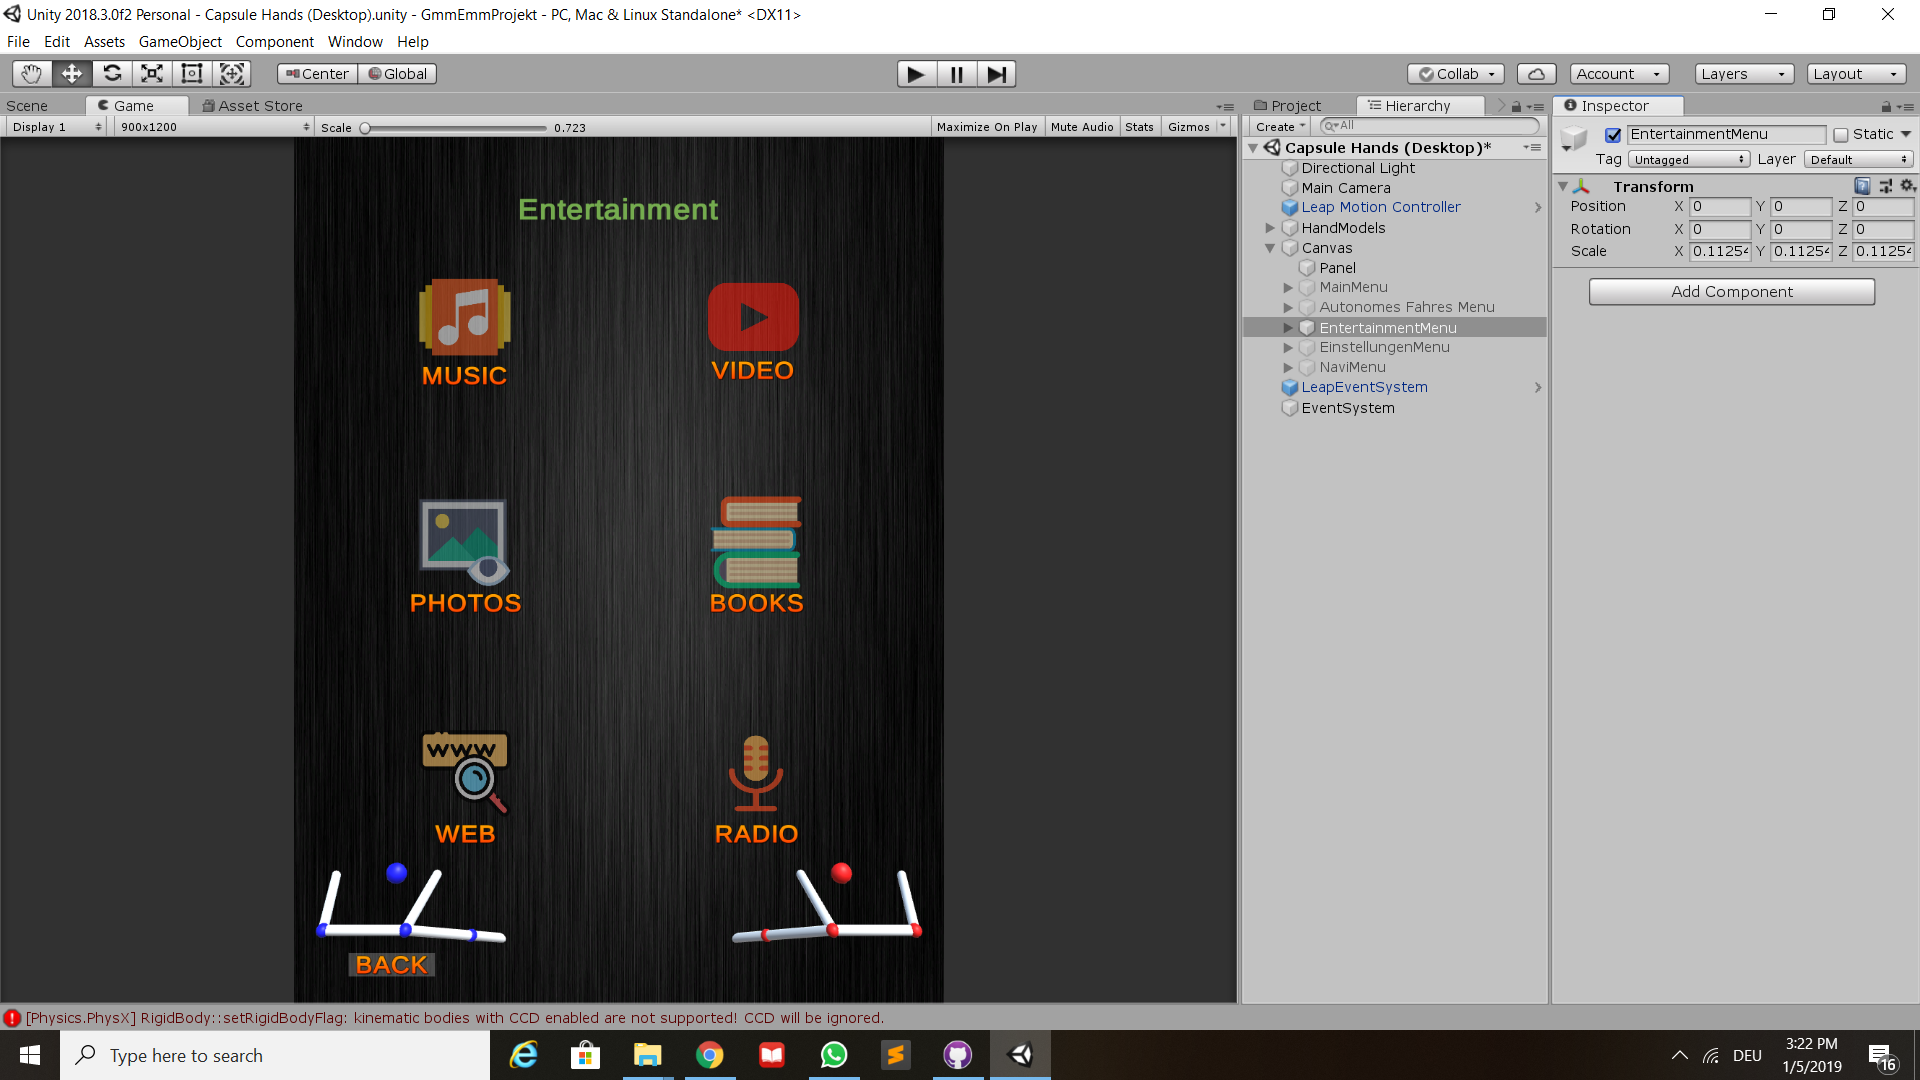 Unity 2018.3.0f2 Personal - Capsule Hands (Desktop).unity - GmmEmmProjekt - PC, Mac & Linux Standalone* <DX11>
File Edit Assets GameObject Component Window Help
Center Global Collab Account Layers Layout
Scene Game Asset Store
Display 1 900x1200 Scale 0.723 Maximize On Play Mute Audio Stats Gizmos
Entertainment
MUSIC VIDEO
PHOTOS BOOKS
WWW
WEB RADIO
BACK
Project Hierarchy
Create All
Capsule Hands (Desktop)*
Directional Light
Main Camera
Leap Motion Controller
HandModels
Canvas
Panel
MainMenu
Autonomes Fahres Menu
EntertainmentMenu
EinstellungenMenu
NaviMenu
LeapEventSystem
EventSystem
Inspector
EntertainmentMenu Static
Tag Untagged Layer Default
Transform
Position X 0 Y 0 Z 0
Rotation X 0 Y 0 Z 0
Scale X 0.11254 Y 0.11254 Z 0.11254
Add Component
[Physics.PhysX] RigidBody::setRigidBodyFlag: kinematic bodies with CCD enabled are not supported! CCD will be ignored.
Type here to search
DEU
3:22 PM
1/5/2019
16